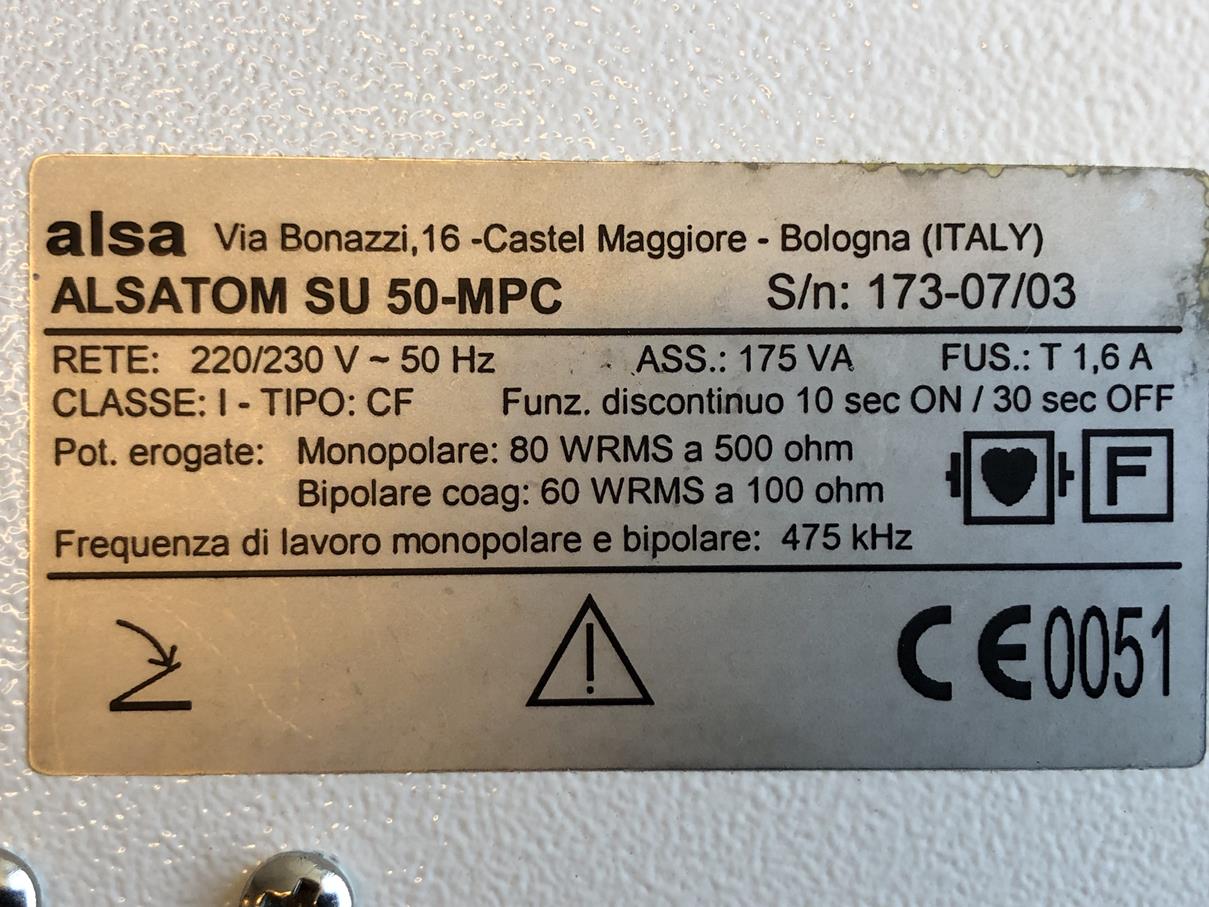 alsa Via Bonazzi,16 -Castel Maggiore - Bologna (ITALY)
ALSATOM SU 50-MPC S/n: 173-07/03
RETE: 220/230 V ~ 50 Hz ASS.: 175 VA FUS.: T 1,6 A
CLASSE: I - TIPO: CF Funz. discontinuo 10 sec ON / 30 sec OFF
Pot. erogate: Monopolare: 80 WRMS a 500 ohm
Bipolare coag: 60 WRMS a 100 ohm
F
Frequenza di lavoro monopolare e bipolare: 475 kHz
CE0051